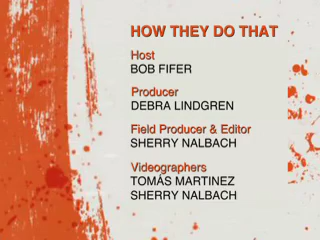 HOW THEY DO THAT
Host
BOB FIFER
Producer
DEBRA LINDGREN
Field Producer & Editor
SHERRY NALBACH
Videographers
TOMÁS MARTINEZ
SHERRY NALBACH